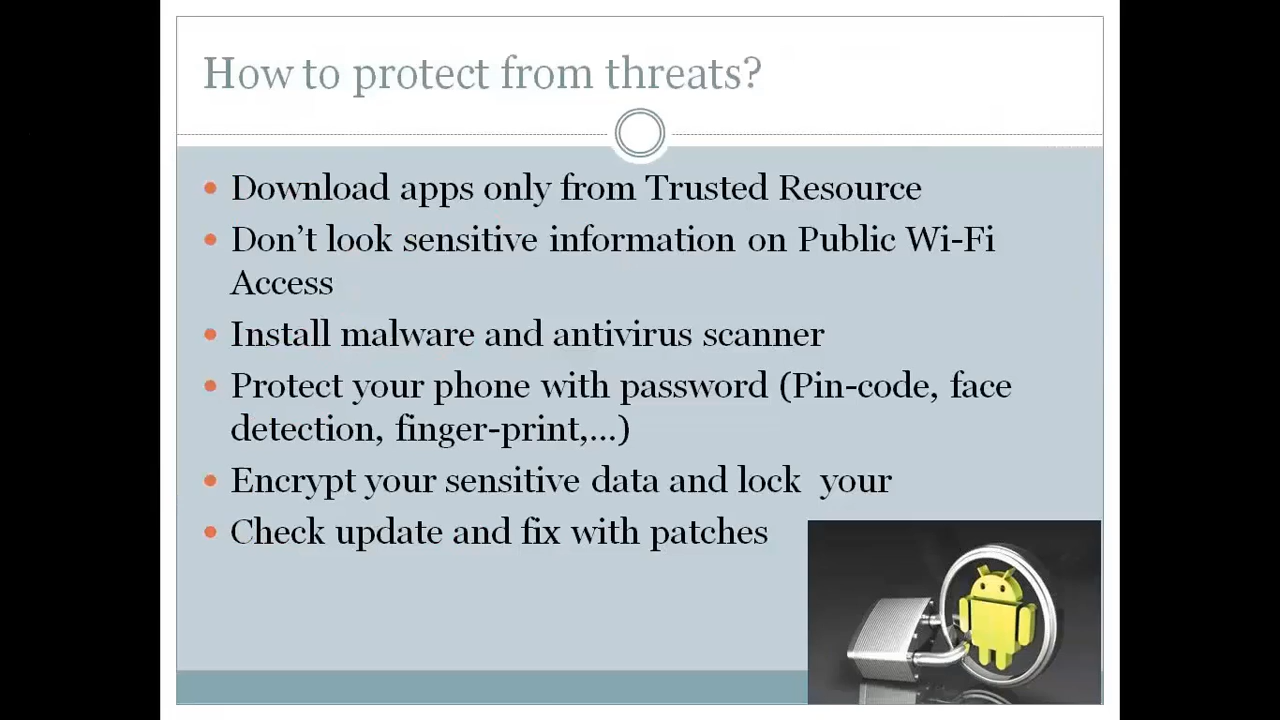 How to protect from threats?
• Download apps only from Trusted Resource
• Don’t look sensitive information on Public Wi-Fi
Access
• Install malware and antivirus scanner
• Protect your phone with password (Pin-code, face
detection, finger-print,...)
• Encrypt your sensitive data and lock  your
• Check update and fix with patches